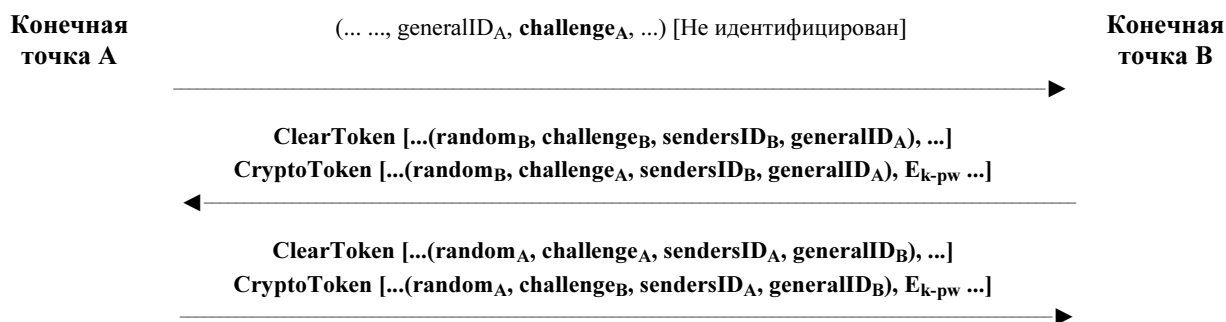 Конечная точка А
(... ..., generalID_A, challenge_A, ...) [Не идентифицирован]
Конечная точка В
ClearToken [...(random_B, challenge_B, sendersID_B, generalID_A), ...]
CryptoToken [...(random_B, challenge_A, sendersID_B, generalID_A), E_k-pw ...]
ClearToken [...(random_A, challenge_A, sendersID_A, generalID_B), ...]
CryptoToken [...(random_A, challenge_B, sendersID_A, generalID_B), E_k-pw ...]